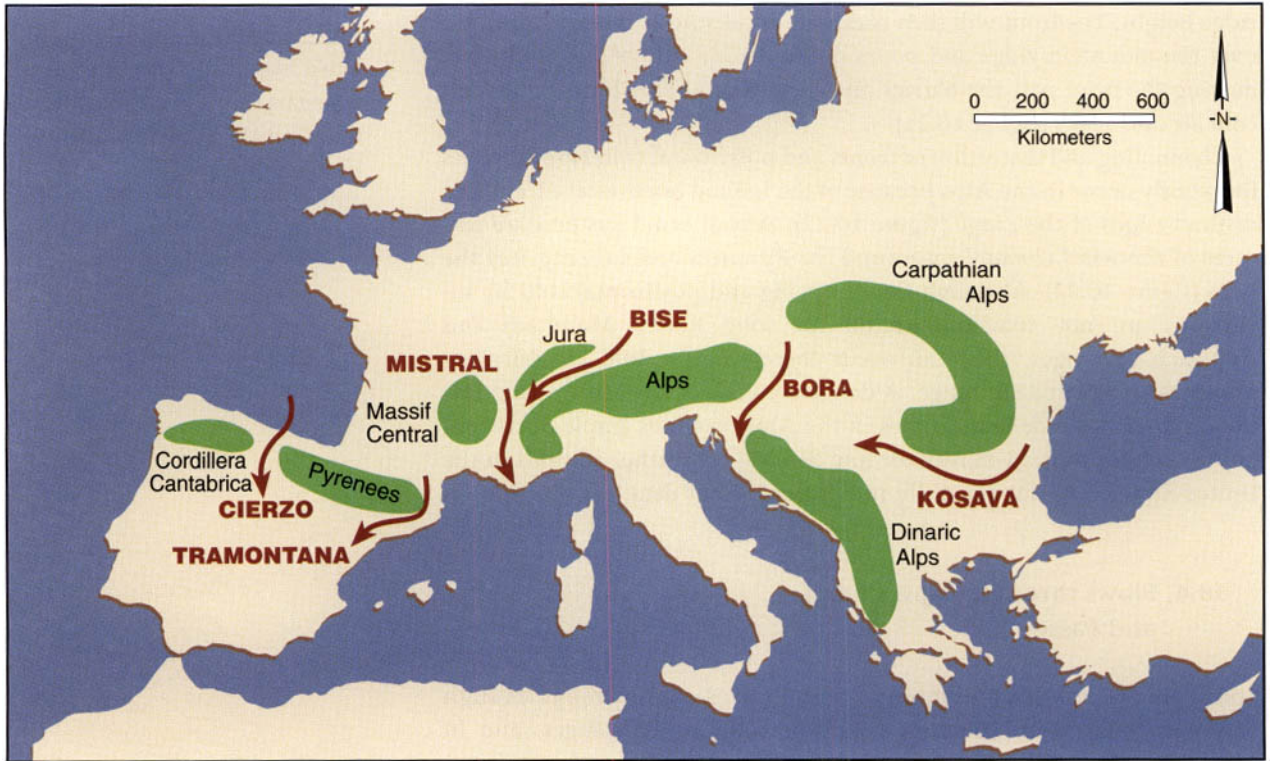 0 200 400 600
Kilometers
-N-
Carpathian
Alps
BISE
Jura
MISTRAL
Alps
BORA
Massif
Central
Cordillera
Cantabrica
Pyrenees
CIERZO
KOSAVA
TRAMONTANA
Dinaric
Alps